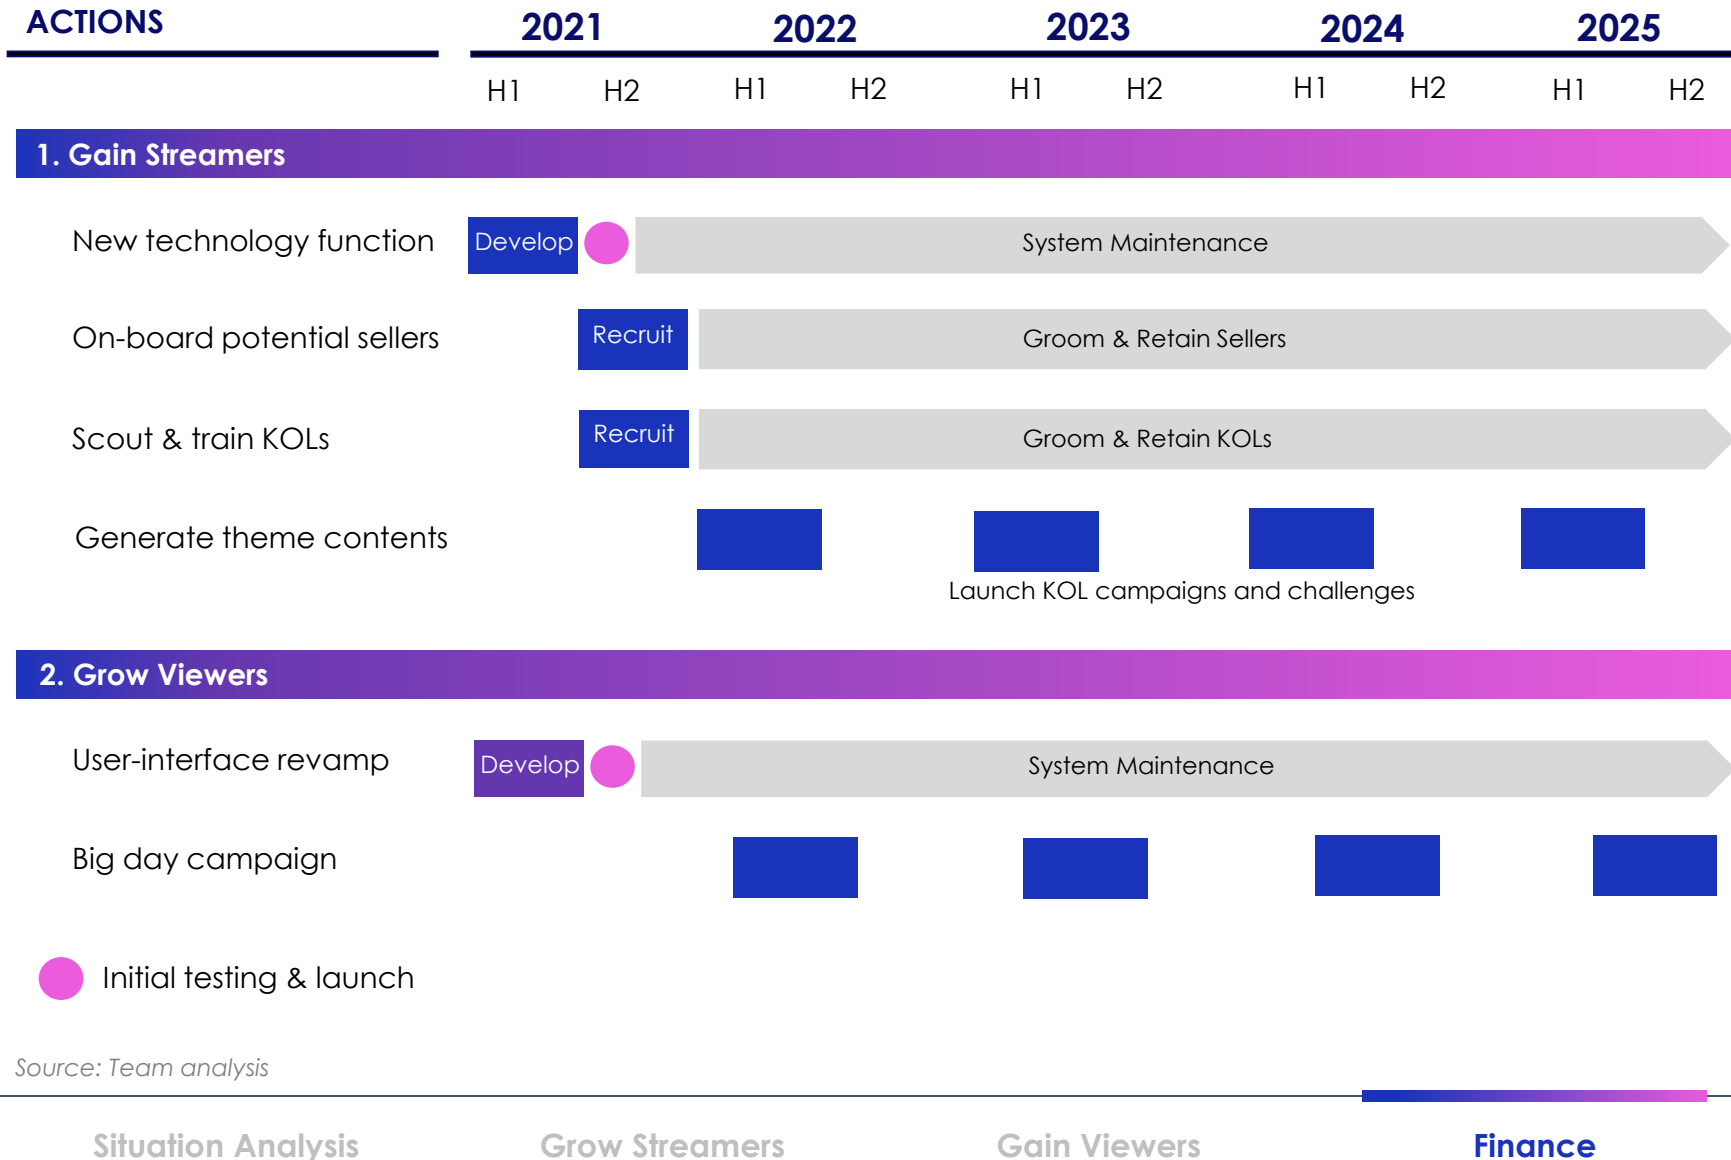 ACTIONS
2021 2022 2023 2024 2025
H1 H2 H1 H2 H1 H2 H1 H2 H1 H2
1. Gain Streamers
New technology function Develop System Maintenance
On-board potential sellers Recruit Groom & Retain Sellers
Scout & train KOLs Recruit Groom & Retain KOLs
Generate theme contents
Launch KOL campaigns and challenges
2. Grow Viewers
User-interface revamp Develop System Maintenance
Big day campaign
Initial testing & launch
Source: Team analysis
Situation Analysis Grow Streamers Gain Viewers Finance